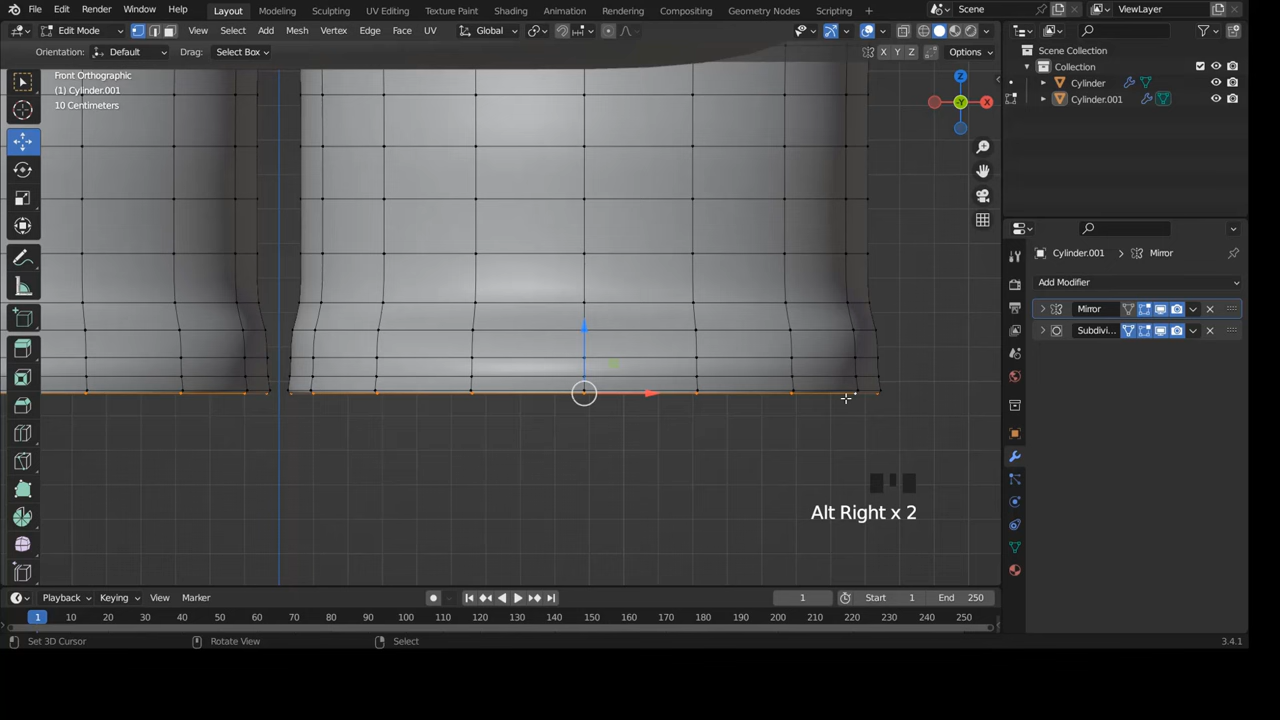 File Edit Render Window Help Layout Modeling Sculpting UV Editing Texture Paint Shading Animation Rendering Compositing Geometry Nodes Scripting Scene ViewLayer
Edit Mode View Select Add Mesh Vertex Edge Face UV Global
Orientation: Default Drag: Select Box X Y Z Options
Front Orthographic
(1) Cylinder.001
10 Centimeters
Z
-Y
X
Scene Collection
Collection
Cylinder
Cylinder.001
Cylinder.001 Mirror
Add Modifier
Mirror
Subdivi...
Alt Right x 2
Playback Keying View Marker 1 Start 1 End 250
1 10 20 30 40 50 60 70 80 90 100 110 120 130 140 150 160 170 180 190 200 210 220 230 240 250
Set 3D Cursor Rotate View Select 3.4.1